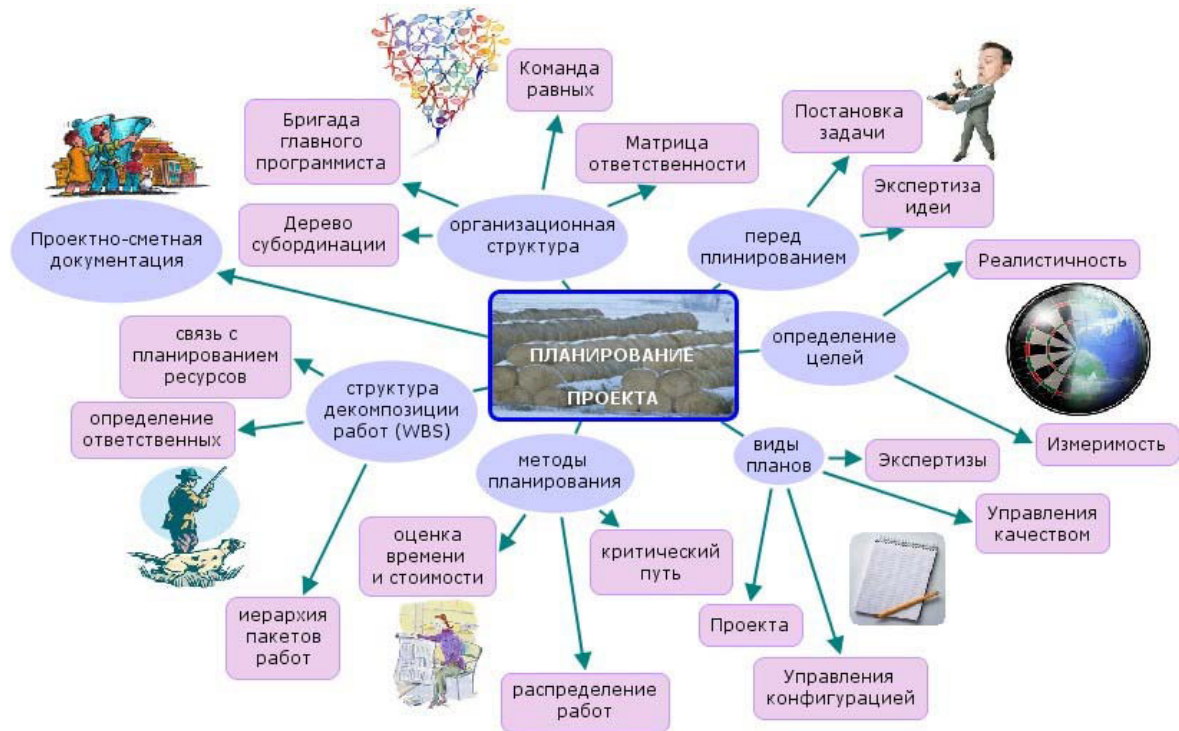 Команда
равных
Бригада
главного
программиста
Матрица
ответственности
Дерево
субординации
организационная
структура
Постановка
задачи
Экспертиза
идеи
перед
плинированием
Проектно-сметная
документация
Реалистичность
определение
целей
Измеримость
ПЛАНИРОВАНИЕ
ПРОЕКТА
связь с
планированием
ресурсов
определение
ответственных
структура
декомпозиции
работ (WBS)
иерархия
пакетов
работ
методы
планирования
оценка
времени
и стоимости
критический
путь
распределение
работ
виды
планов
Экспертизы
Управления
качеством
Проекта
Управления
конфигурацией